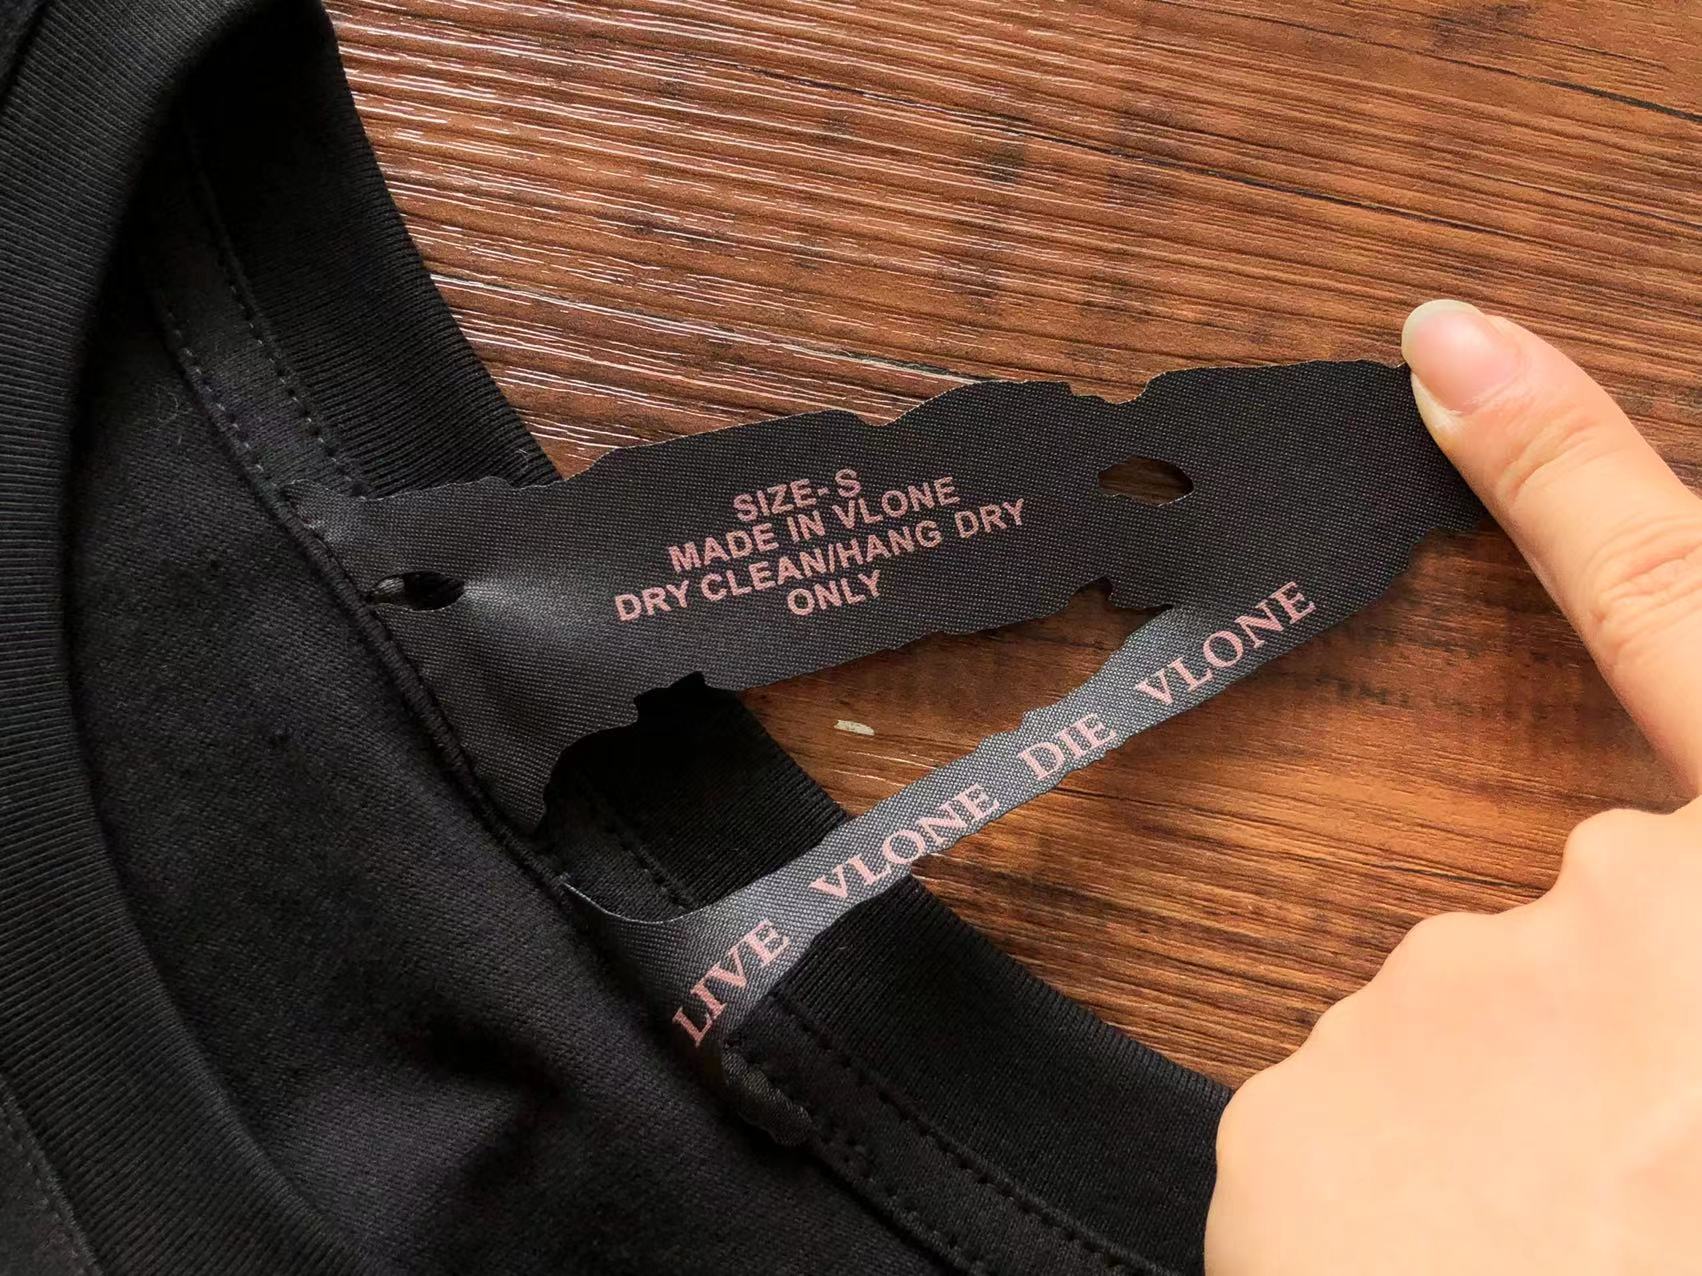 SIZE- S
MADE IN VLONE
DRY CLEAN/HANG DRY
ONLY
LIVE VLONE DIE VLONE